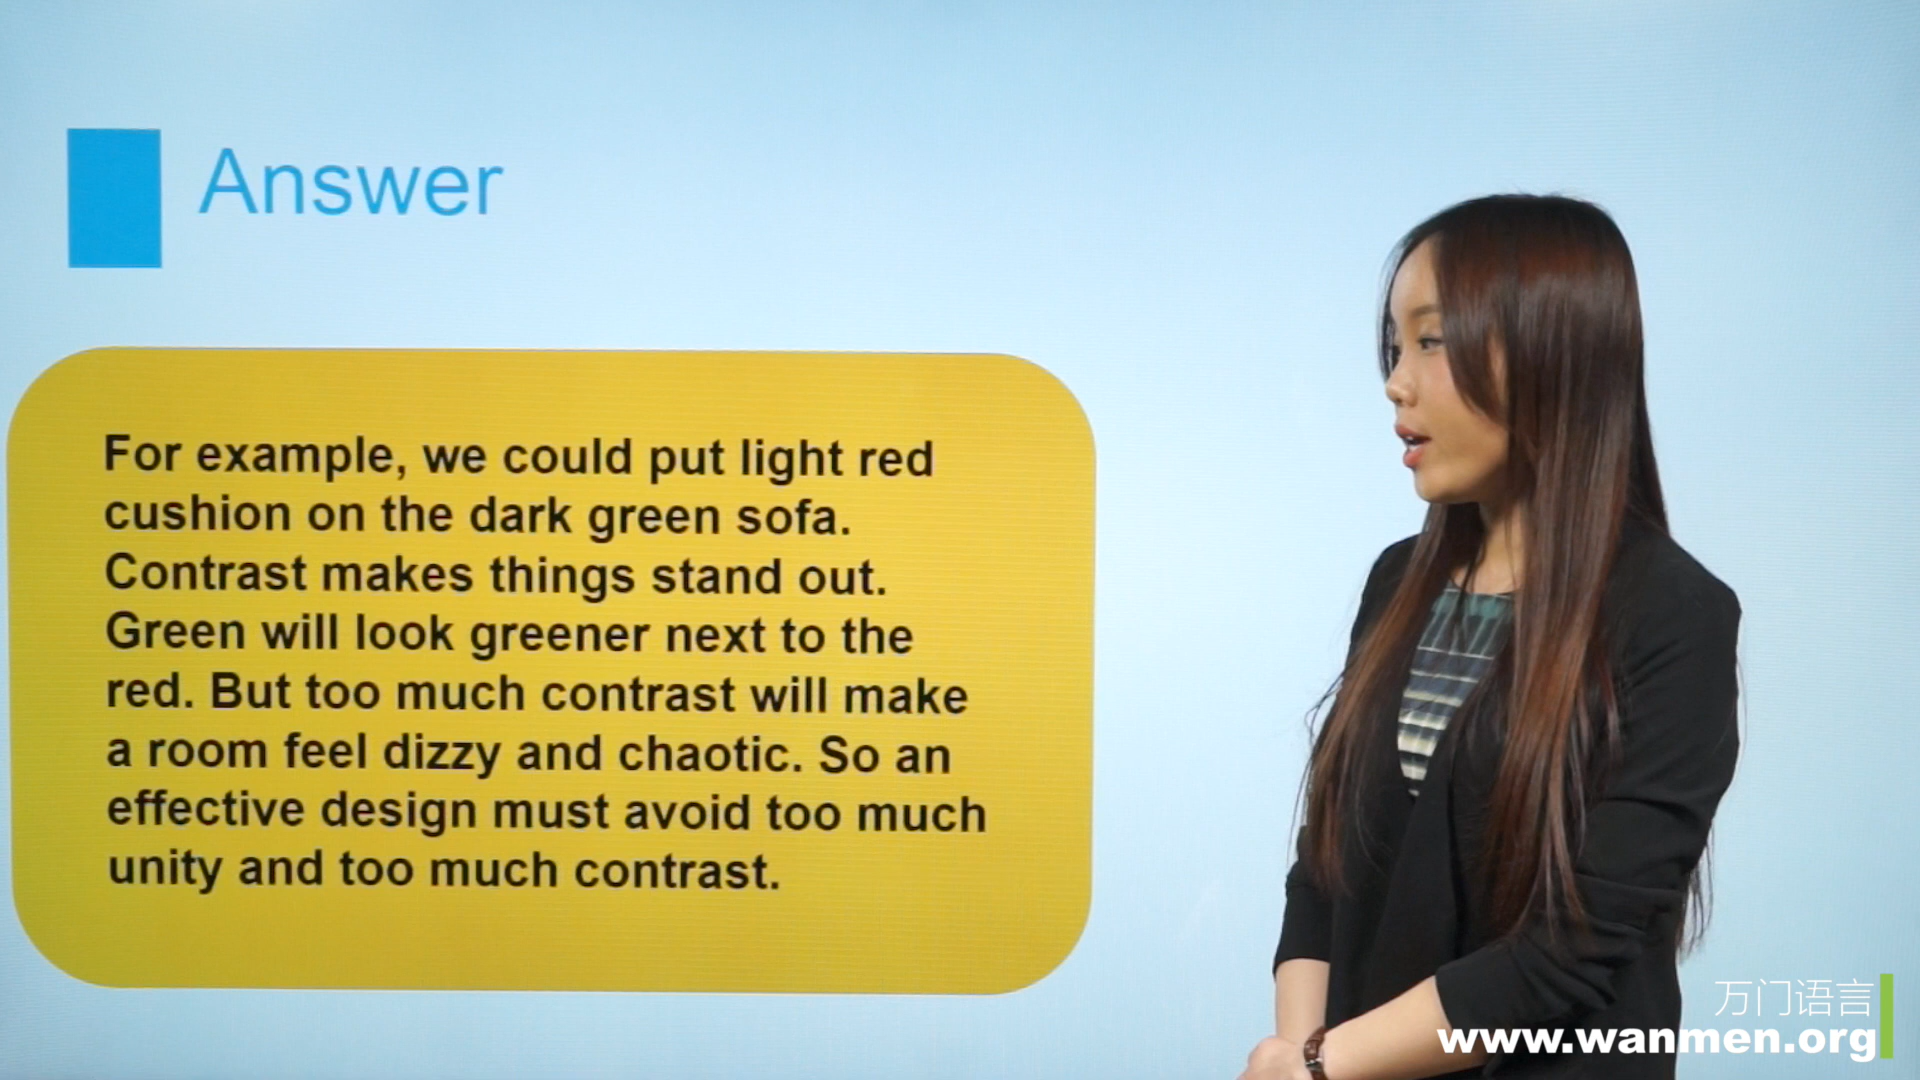 Answer
For example, we could put light red
cushion on the dark green sofa.
Contrast makes things stand out.
Green will look greener next to the
red. But too much contrast will make
a room feel dizzy and chaotic. So an
effective design must avoid too much
unity and too much contrast.
万门语言
www.wanmen.org